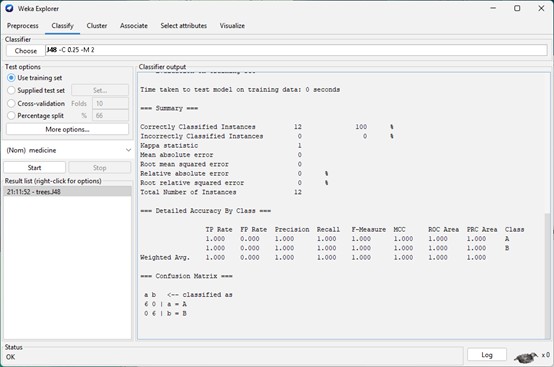 Weka Explorer
Preprocess Classify Cluster Associate Select attributes Visualize
Classifier
Choose J48 -C 0.25 -M 2
Test options
Use training set
Supplied test set Set...
Cross-validation Folds 10
Percentage split % 66
More options...
(Nom) medicine
Start Stop
Result list (right-click for options)
21:11:52 - trees.J48
Classifier output
Time taken to test model on training data: 0 seconds
=== Summary ===
Correctly Classified Instances 12 100 %
Incorrectly Classified Instances 0 0 %
Kappa statistic 1
Mean absolute error 0
Root mean squared error 0
Relative absolute error 0 %
Root relative squared error 0 %
Total Number of Instances 12
=== Detailed Accuracy By Class ===
TP Rate FP Rate Precision Recall F-Measure MCC ROC Area PRC Area Class
1.000 0.000 1.000 1.000 1.000 1.000 1.000 1.000 A
1.000 0.000 1.000 1.000 1.000 1.000 1.000 1.000 B
Weighted Avg. 1.000 0.000 1.000 1.000 1.000 1.000 1.000 1.000
=== Confusion Matrix ===
a b <-- classified as
6 0 | a = A
0 6 | b = B
Status
OK
Log x 0